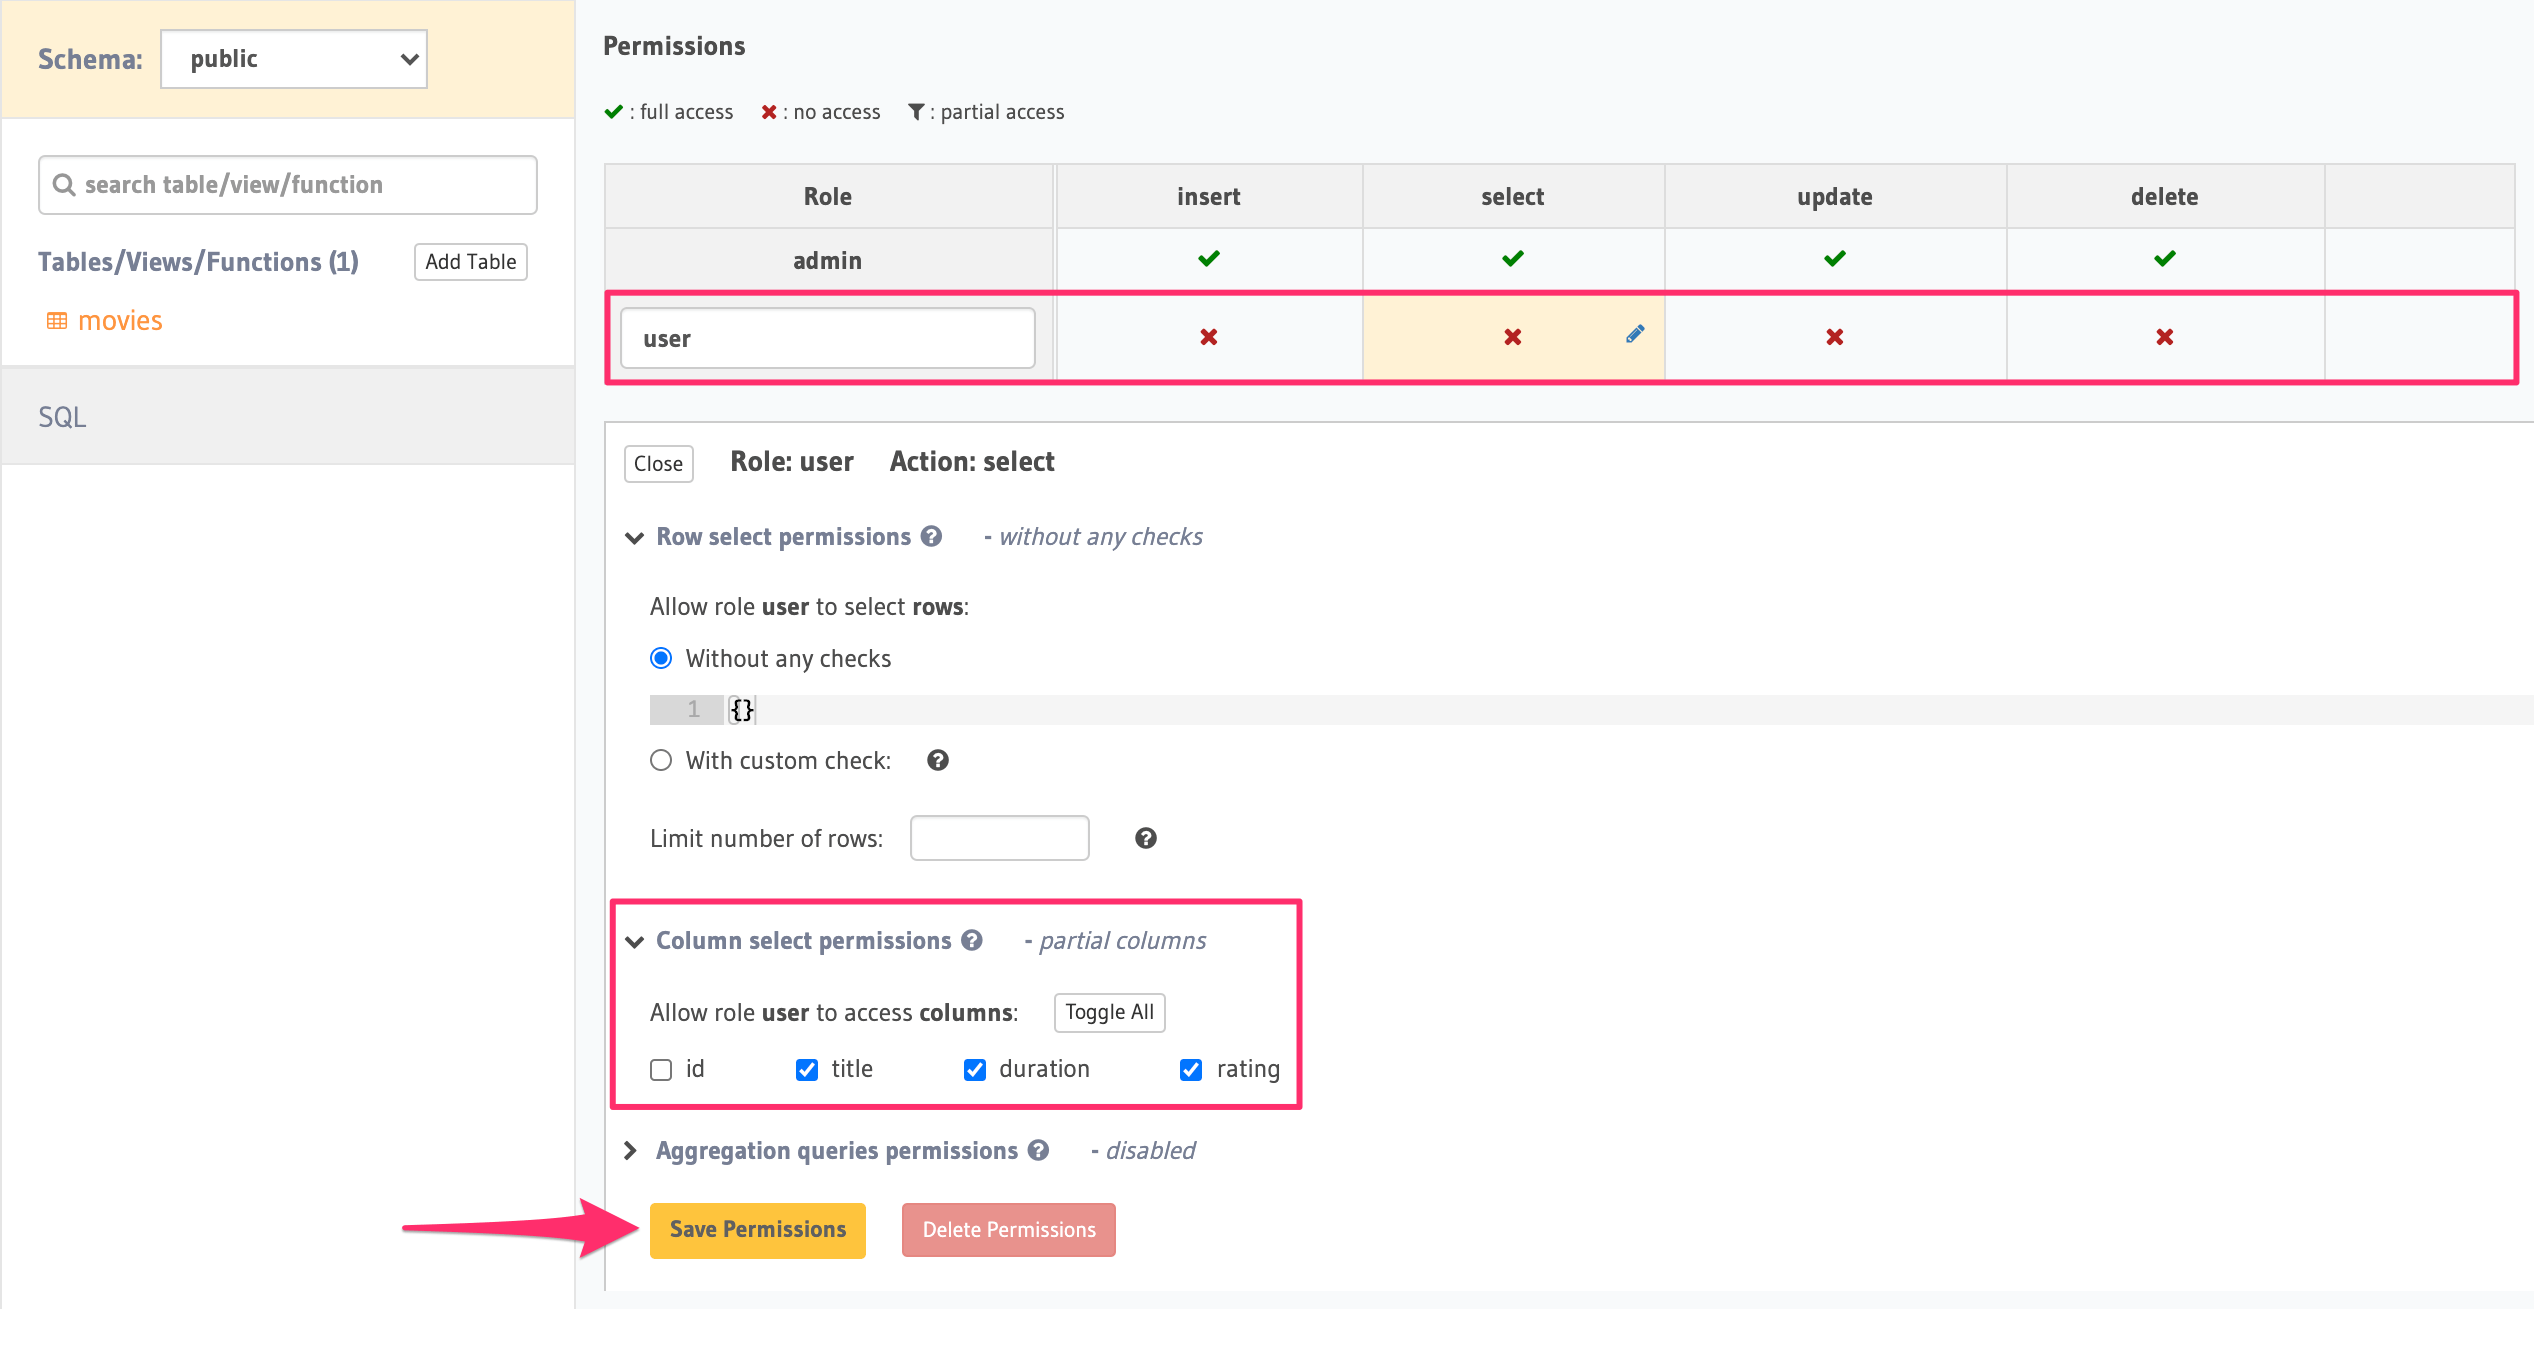 Schema: public
search table/view/function
Tables/Views/Functions (1) Add Table
movies
SQL
Permissions
: full access : no access : partial access
Role insert select update delete
admin
user
Close Role: user Action: select
Row select permissions - without any checks
Allow role user to select rows:
Without any checks
1 {}
With custom check:
Limit number of rows:
Column select permissions - partial columns
Allow role user to access columns: Toggle All
id title duration rating
Aggregation queries permissions - disabled
Save Permissions Delete Permissions